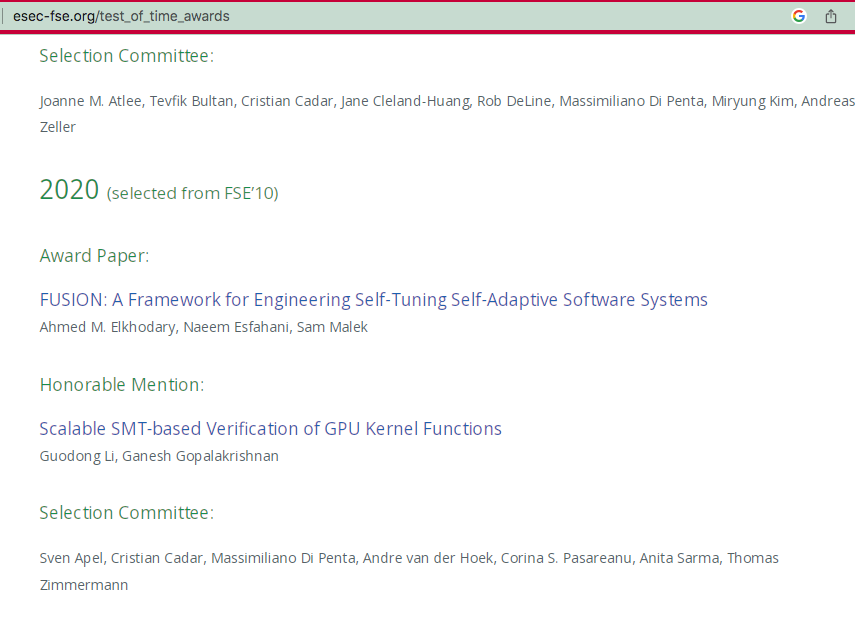 esec-fse.org/test_of_time_awards
Selection Committee:
Joanne M. Atlee, Tevfik Bultan, Cristian Cadar, Jane Cleland-Huang, Rob DeLine, Massimiliano Di Penta, Miryung Kim, Andreas
Zeller
2020 (selected from FSE’10)
Award Paper:
FUSION: A Framework for Engineering Self-Tuning Self-Adaptive Software Systems
Ahmed M. Elkhodary, Naeem Esfahani, Sam Malek
Honorable Mention:
Scalable SMT-based Verification of GPU Kernel Functions
Guodong Li, Ganesh Gopalakrishnan
Selection Committee:
Sven Apel, Cristian Cadar, Massimiliano Di Penta, Andre van der Hoek, Corina S. Pasareanu, Anita Sarma, Thomas
Zimmermann